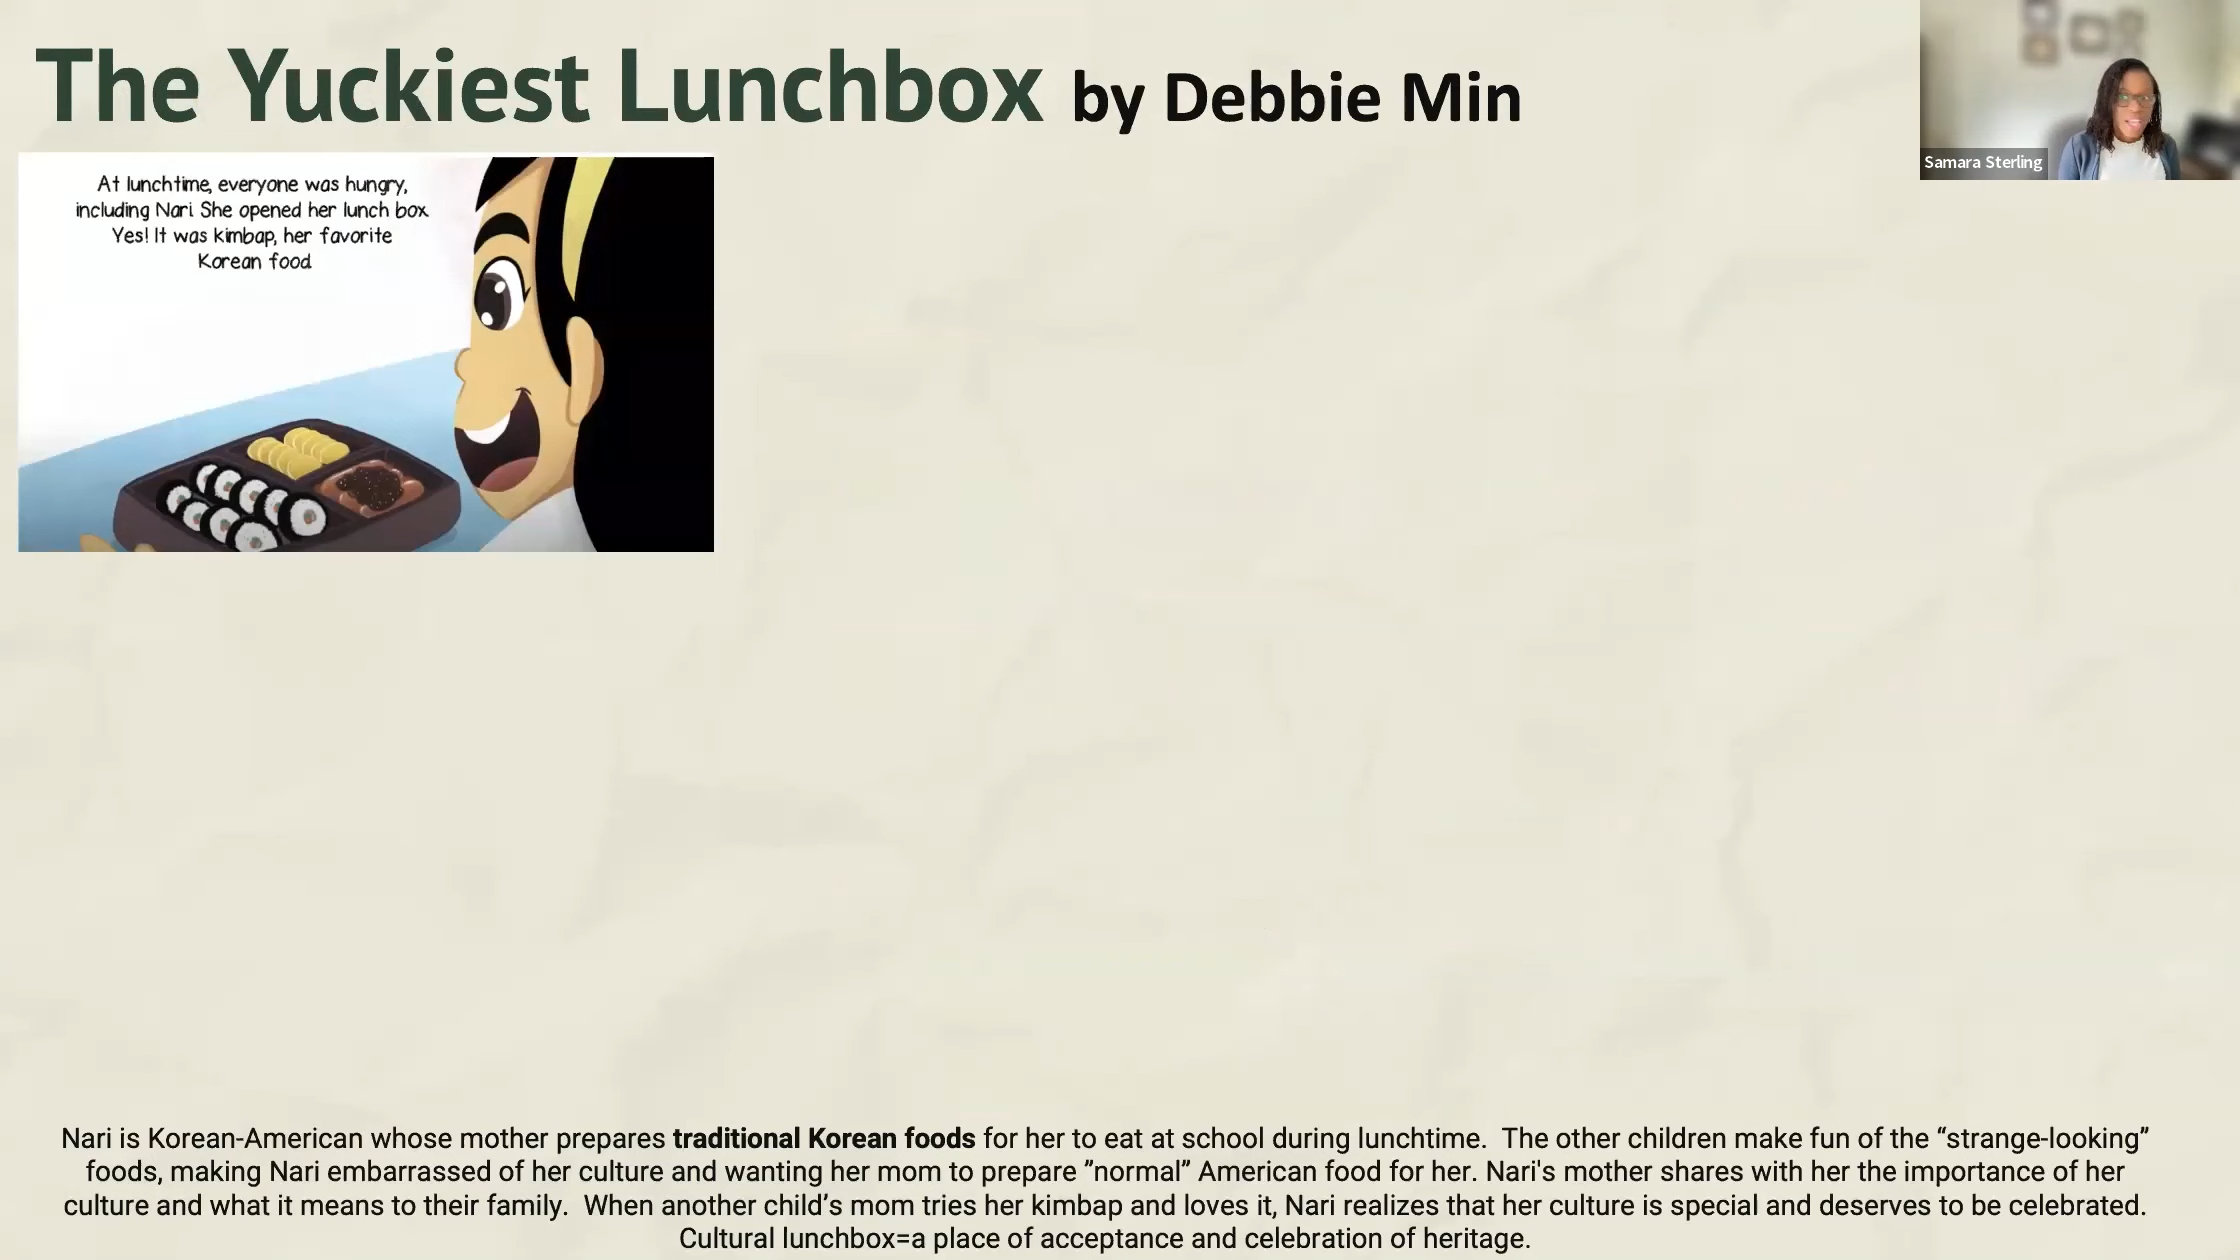 The Yuckiest Lunchbox by Debbie Min
Samara Sterling
At lunchtime, everyone was hungry,
including Nari. She opened her lunch box.
Yes! It was kimbap, her favorite
Korean food.
Nari is Korean-American whose mother prepares traditional Korean foods for her to eat at school during lunchtime.  The other children make fun of the “strange-looking”
foods, making Nari embarrassed of her culture and wanting her mom to prepare ”normal” American food for her. Nari's mother shares with her the importance of her
culture and what it means to their family.  When another child’s mom tries her kimbap and loves it, Nari realizes that her culture is special and deserves to be celebrated.
Cultural lunchbox=a place of acceptance and celebration of heritage.